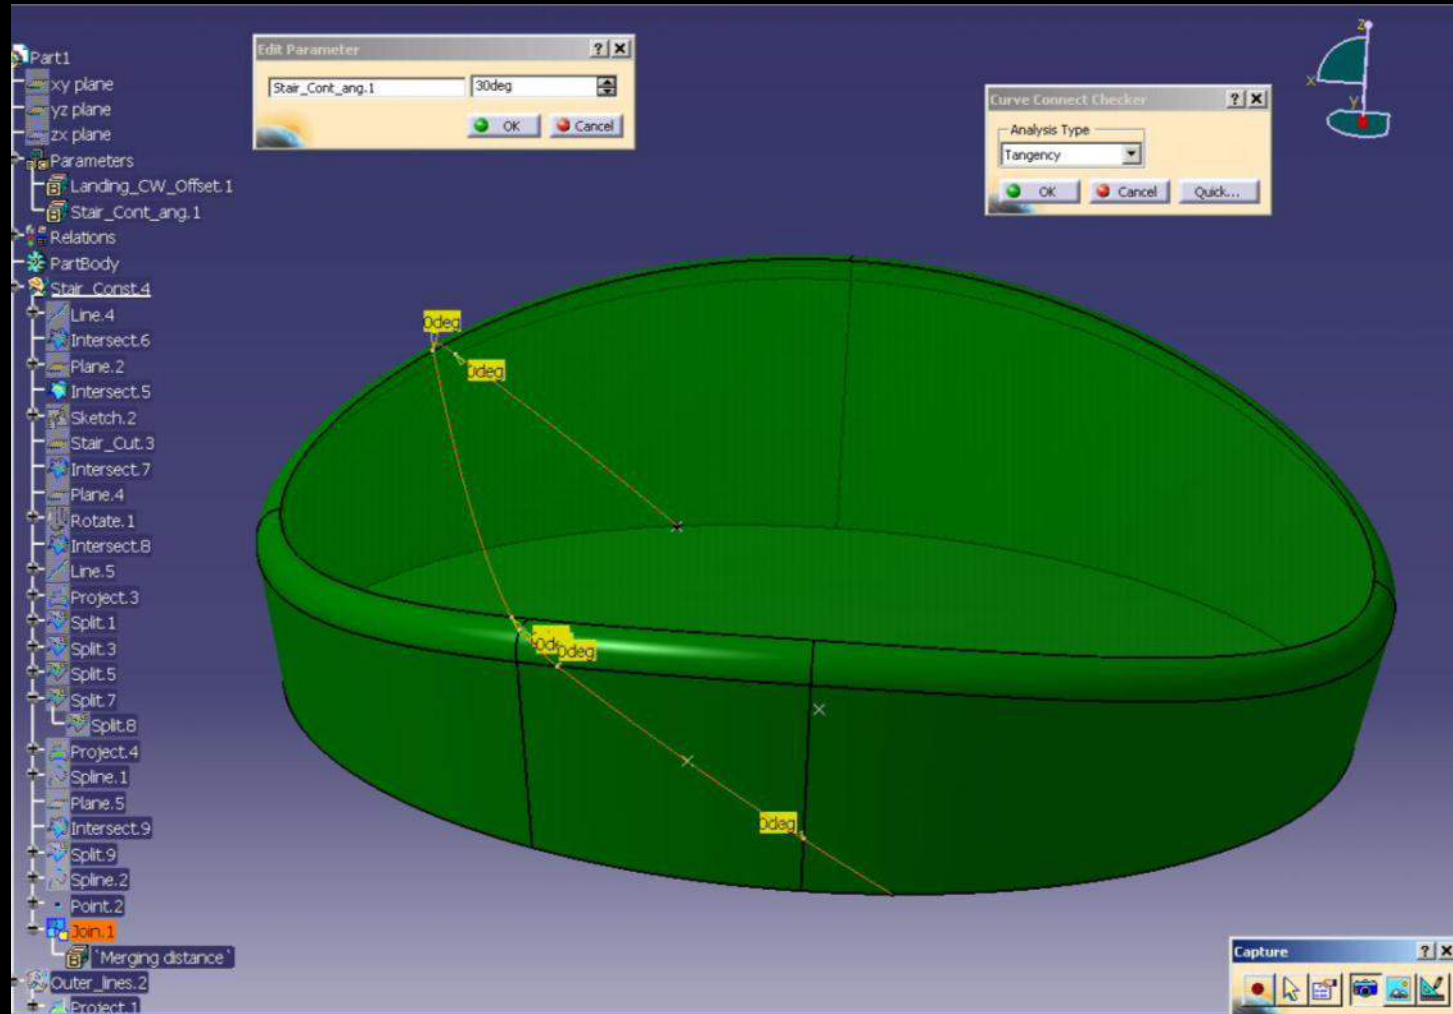 Part1
xy plane
yz plane
zx plane
Parameters
Landing_CW_Offset.1
Stair_Cont_ang.1
Relations
PartBody
Stair_Const.4
Line.4
Intersect.6
Plane.2
Intersect.5
Sketch.2
Stair_Cut.3
Intersect.7
Plane.4
Rotate.1
Intersect.8
Line.5
Project.3
Split.1
Split.3
Split.5
Split.7
Split.8
Project.4
Spline.1
Plane.5
Intersect.9
Split.9
Spline.2
Point.2
Join.1
`Merging distance`
Outer_lines.2
Project.1
Edit Parameter
Stair_Cont_ang.1 30deg
OK Cancel
Curve Connect Checker
Analysis Type
Tangency
OK Cancel Quick...
z
x
y
0deg
0deg
0deg
0deg
Capture